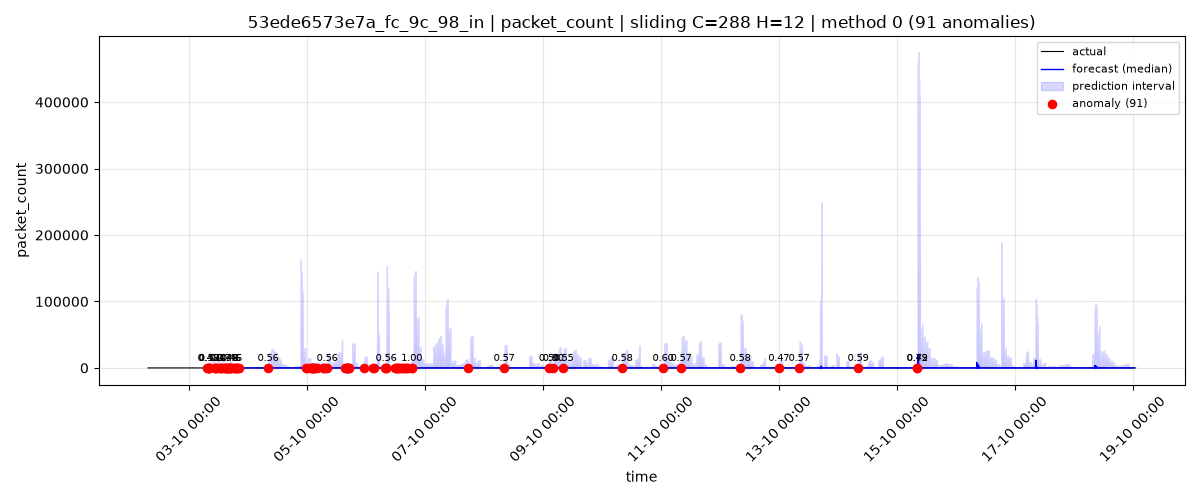 53ede6573e7a_fc_9c_98_in | packet_count | sliding C=288 H=12 | method 0 (91 anomalies)
actual
forecast (median)
prediction interval
anomaly (91)
packet_count
400000
300000
200000
100000
0
0.56 0.56 0.56 1.00 0.57 0.55 0.58 0.60 0.57 0.58 0.47 0.57 0.59
03-10 00:00
05-10 00:00
07-10 00:00
09-10 00:00
11-10 00:00
13-10 00:00
15-10 00:00
17-10 00:00
19-10 00:00
time